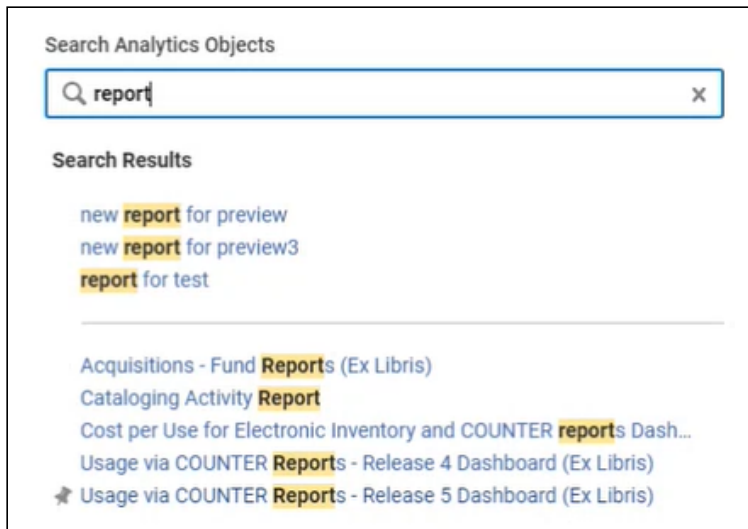 Search Analytics Objects
report
Search Results
new report for preview
new report for preview3
report for test
Acquisitions - Fund Reports (Ex Libris)
Cataloging Activity Report
Cost per Use for Electronic Inventory and COUNTER reports Dash...
Usage via COUNTER Reports - Release 4 Dashboard (Ex Libris)
Usage via COUNTER Reports - Release 5 Dashboard (Ex Libris)